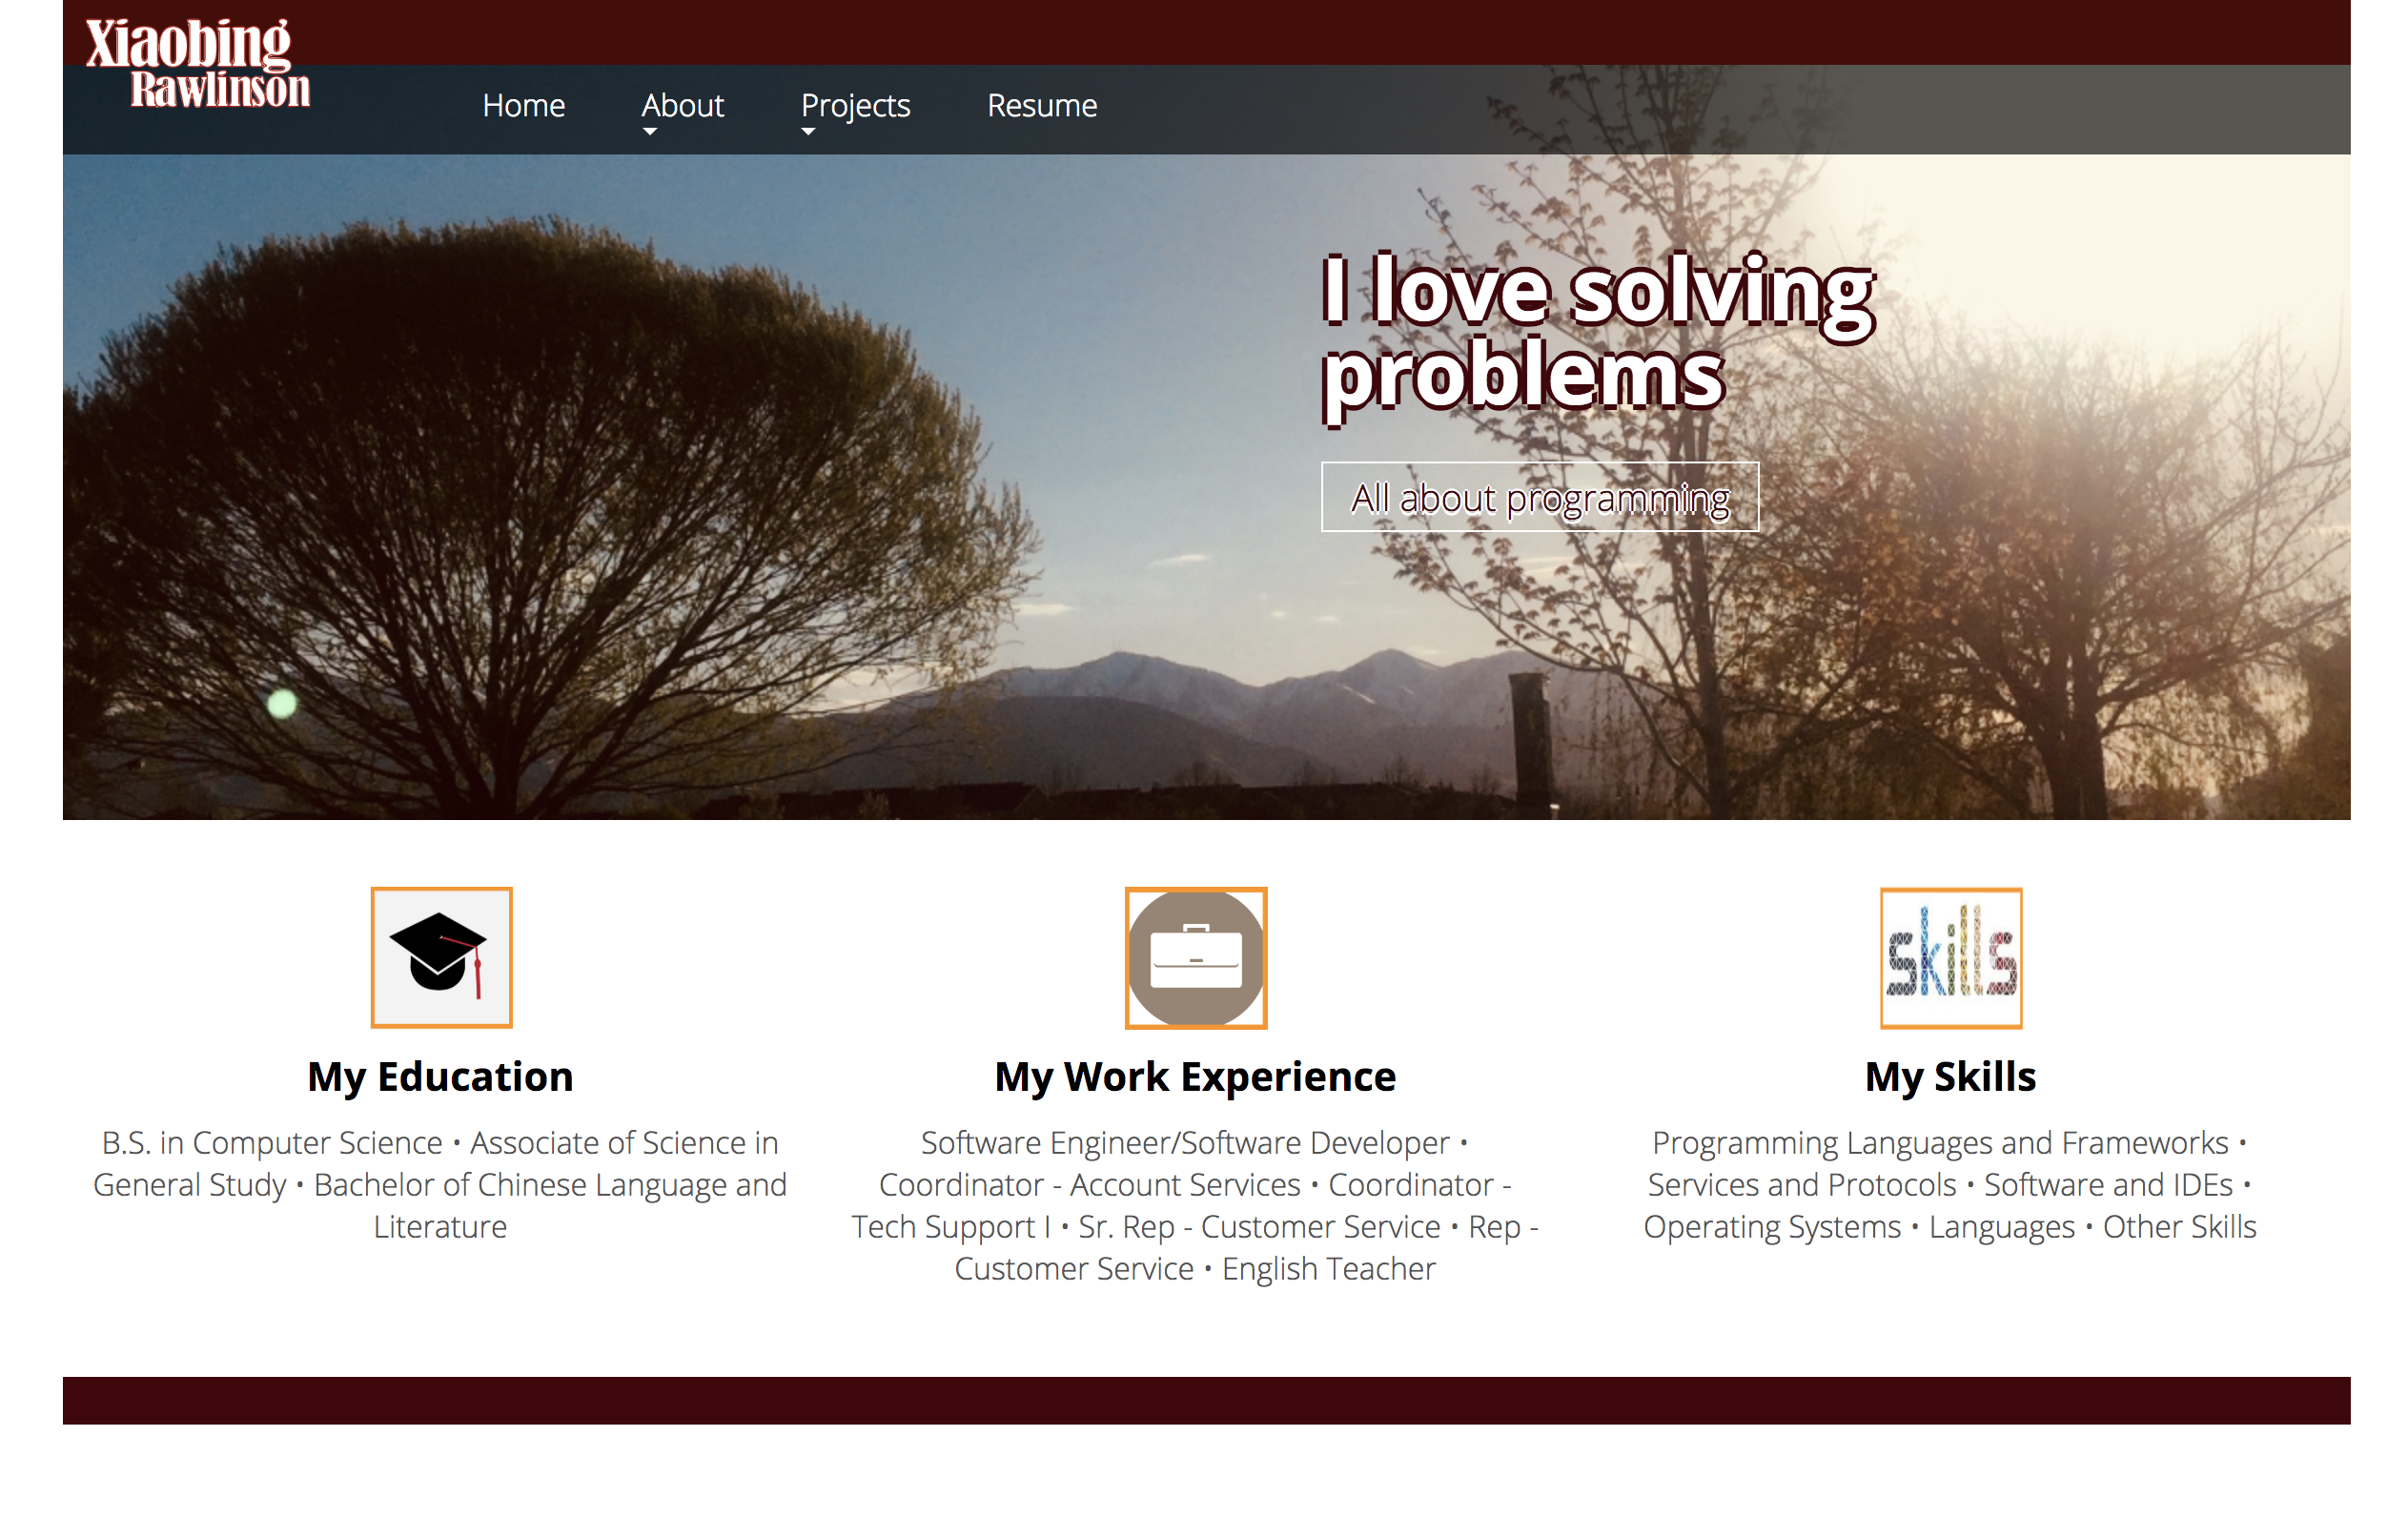 Xiaobing
Rawlinson
Home
About
Projects
Resume
I love solving
problems
All about programming
skills
My Education
B.S. in Computer Science • Associate of Science in
General Study • Bachelor of Chinese Language and
Literature
My Work Experience
Software Engineer/Software Developer •
Coordinator - Account Services • Coordinator -
Tech Support I • Sr. Rep - Customer Service • Rep -
Customer Service • English Teacher
My Skills
Programming Languages and Frameworks •
Services and Protocols • Software and IDEs •
Operating Systems • Languages • Other Skills